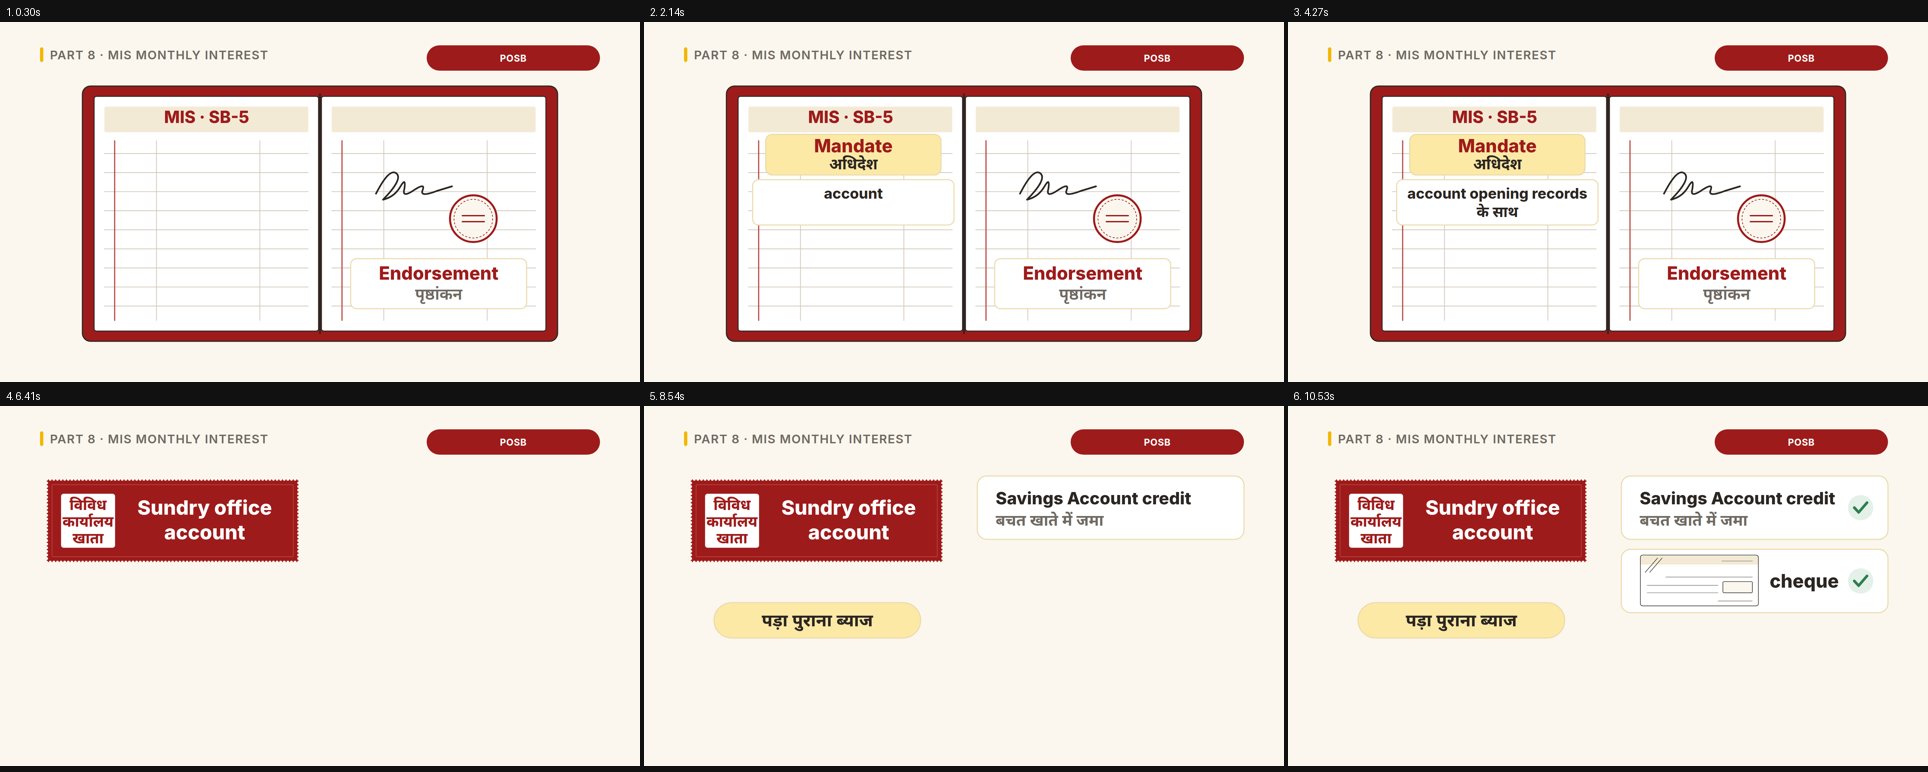 1. 0.30s
PART 8 · MIS MONTHLY INTEREST
POSB
MIS · SB-5
Endorsement
पृष्ठांकन
2. 2.14s
PART 8 · MIS MONTHLY INTEREST
POSB
MIS · SB-5
Mandate
अधिदेश
account
Endorsement
पृष्ठांकन
3. 4.27s
PART 8 · MIS MONTHLY INTEREST
POSB
MIS · SB-5
Mandate
अधिदेश
account opening records
के साथ
Endorsement
पृष्ठांकन
4. 6.41s
PART 8 · MIS MONTHLY INTEREST
POSB
विविध
कार्यालय
खाता
Sundry office
account
5. 8.54s
PART 8 · MIS MONTHLY INTEREST
POSB
विविध
कार्यालय
खाता
Sundry office
account
Savings Account credit
बचत खाते में जमा
पड़ा पुराना ब्याज
6. 10.53s
PART 8 · MIS MONTHLY INTEREST
POSB
विविध
कार्यालय
खाता
Sundry office
account
Savings Account credit
बचत खाते में जमा
cheque
पड़ा पुराना ब्याज